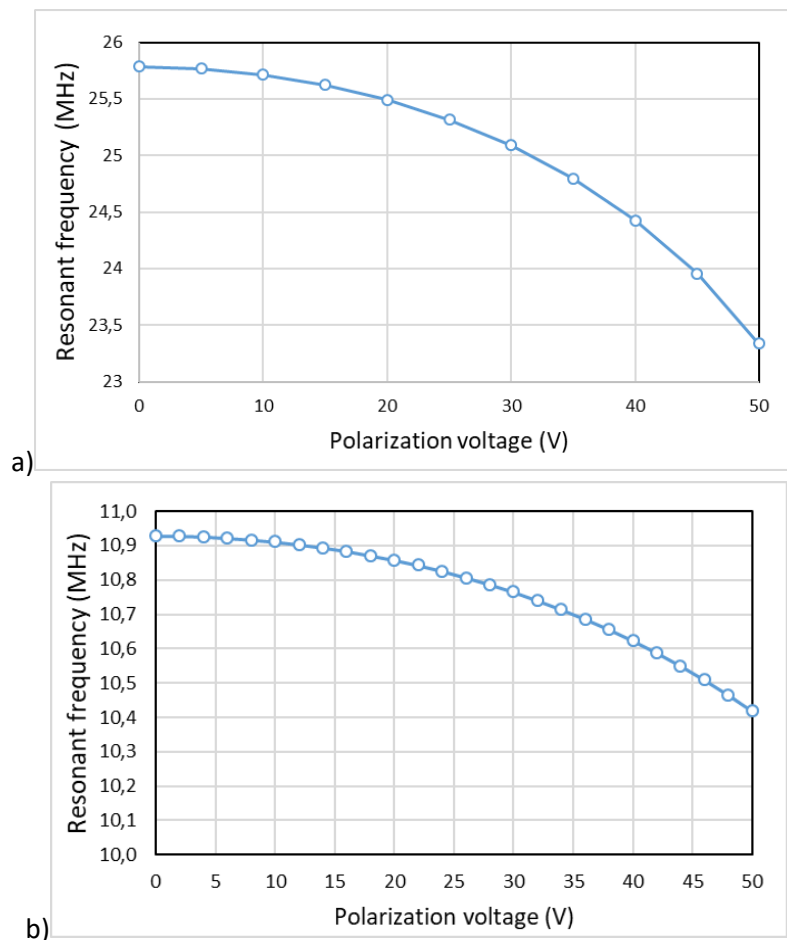 26
25,5
25
24,5
24
23,5
23
0 10 20 30 40 50
Resonant frequency (MHz)
Polarization voltage (V)
a)
11,0
10,9
10,8
10,7
10,6
10,5
10,4
10,3
10,2
10,1
10,0
0 5 10 15 20 25 30 35 40 45 50
Resonant frequency (MHz)
Polarization voltage (V)
b)